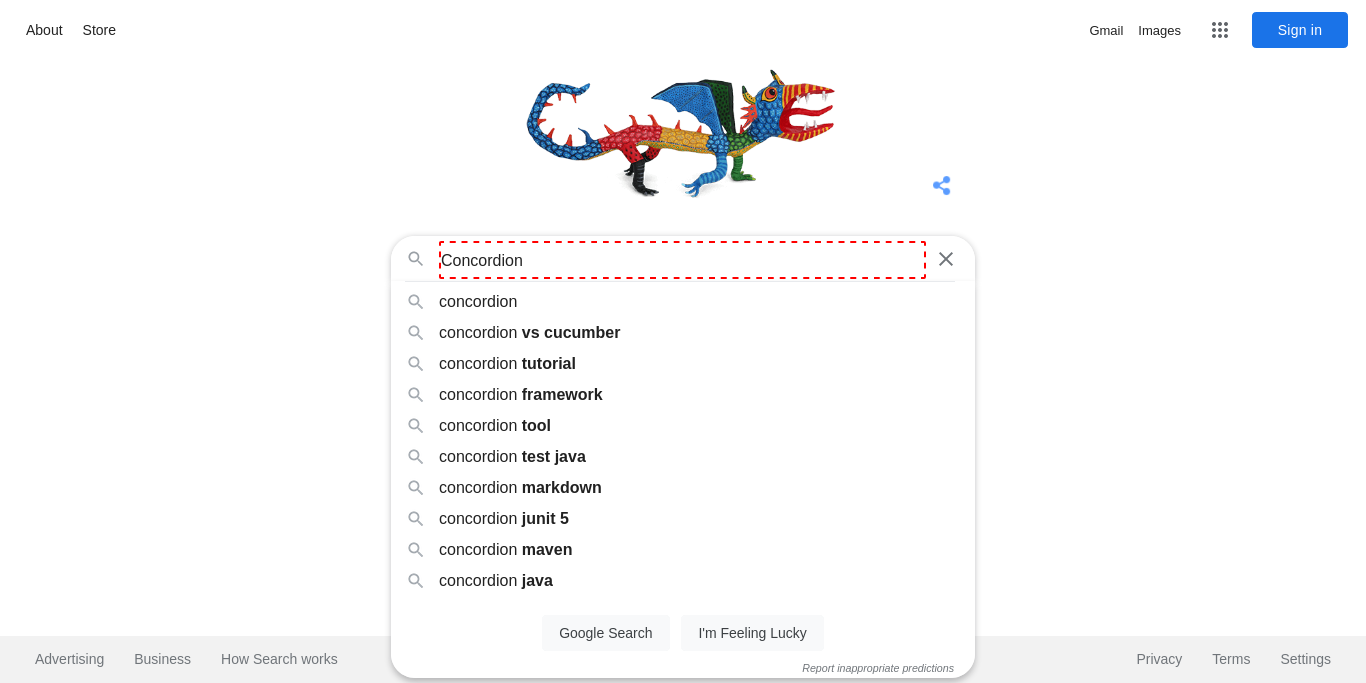 About Store
Gmail Images Sign in
Concordion
concordion
concordion vs cucumber
concordion tutorial
concordion framework
concordion tool
concordion test java
concordion markdown
concordion junit 5
concordion maven
concordion java
Google Search I'm Feeling Lucky
Advertising Business How Search works
Privacy Terms Settings
Report inappropriate predictions